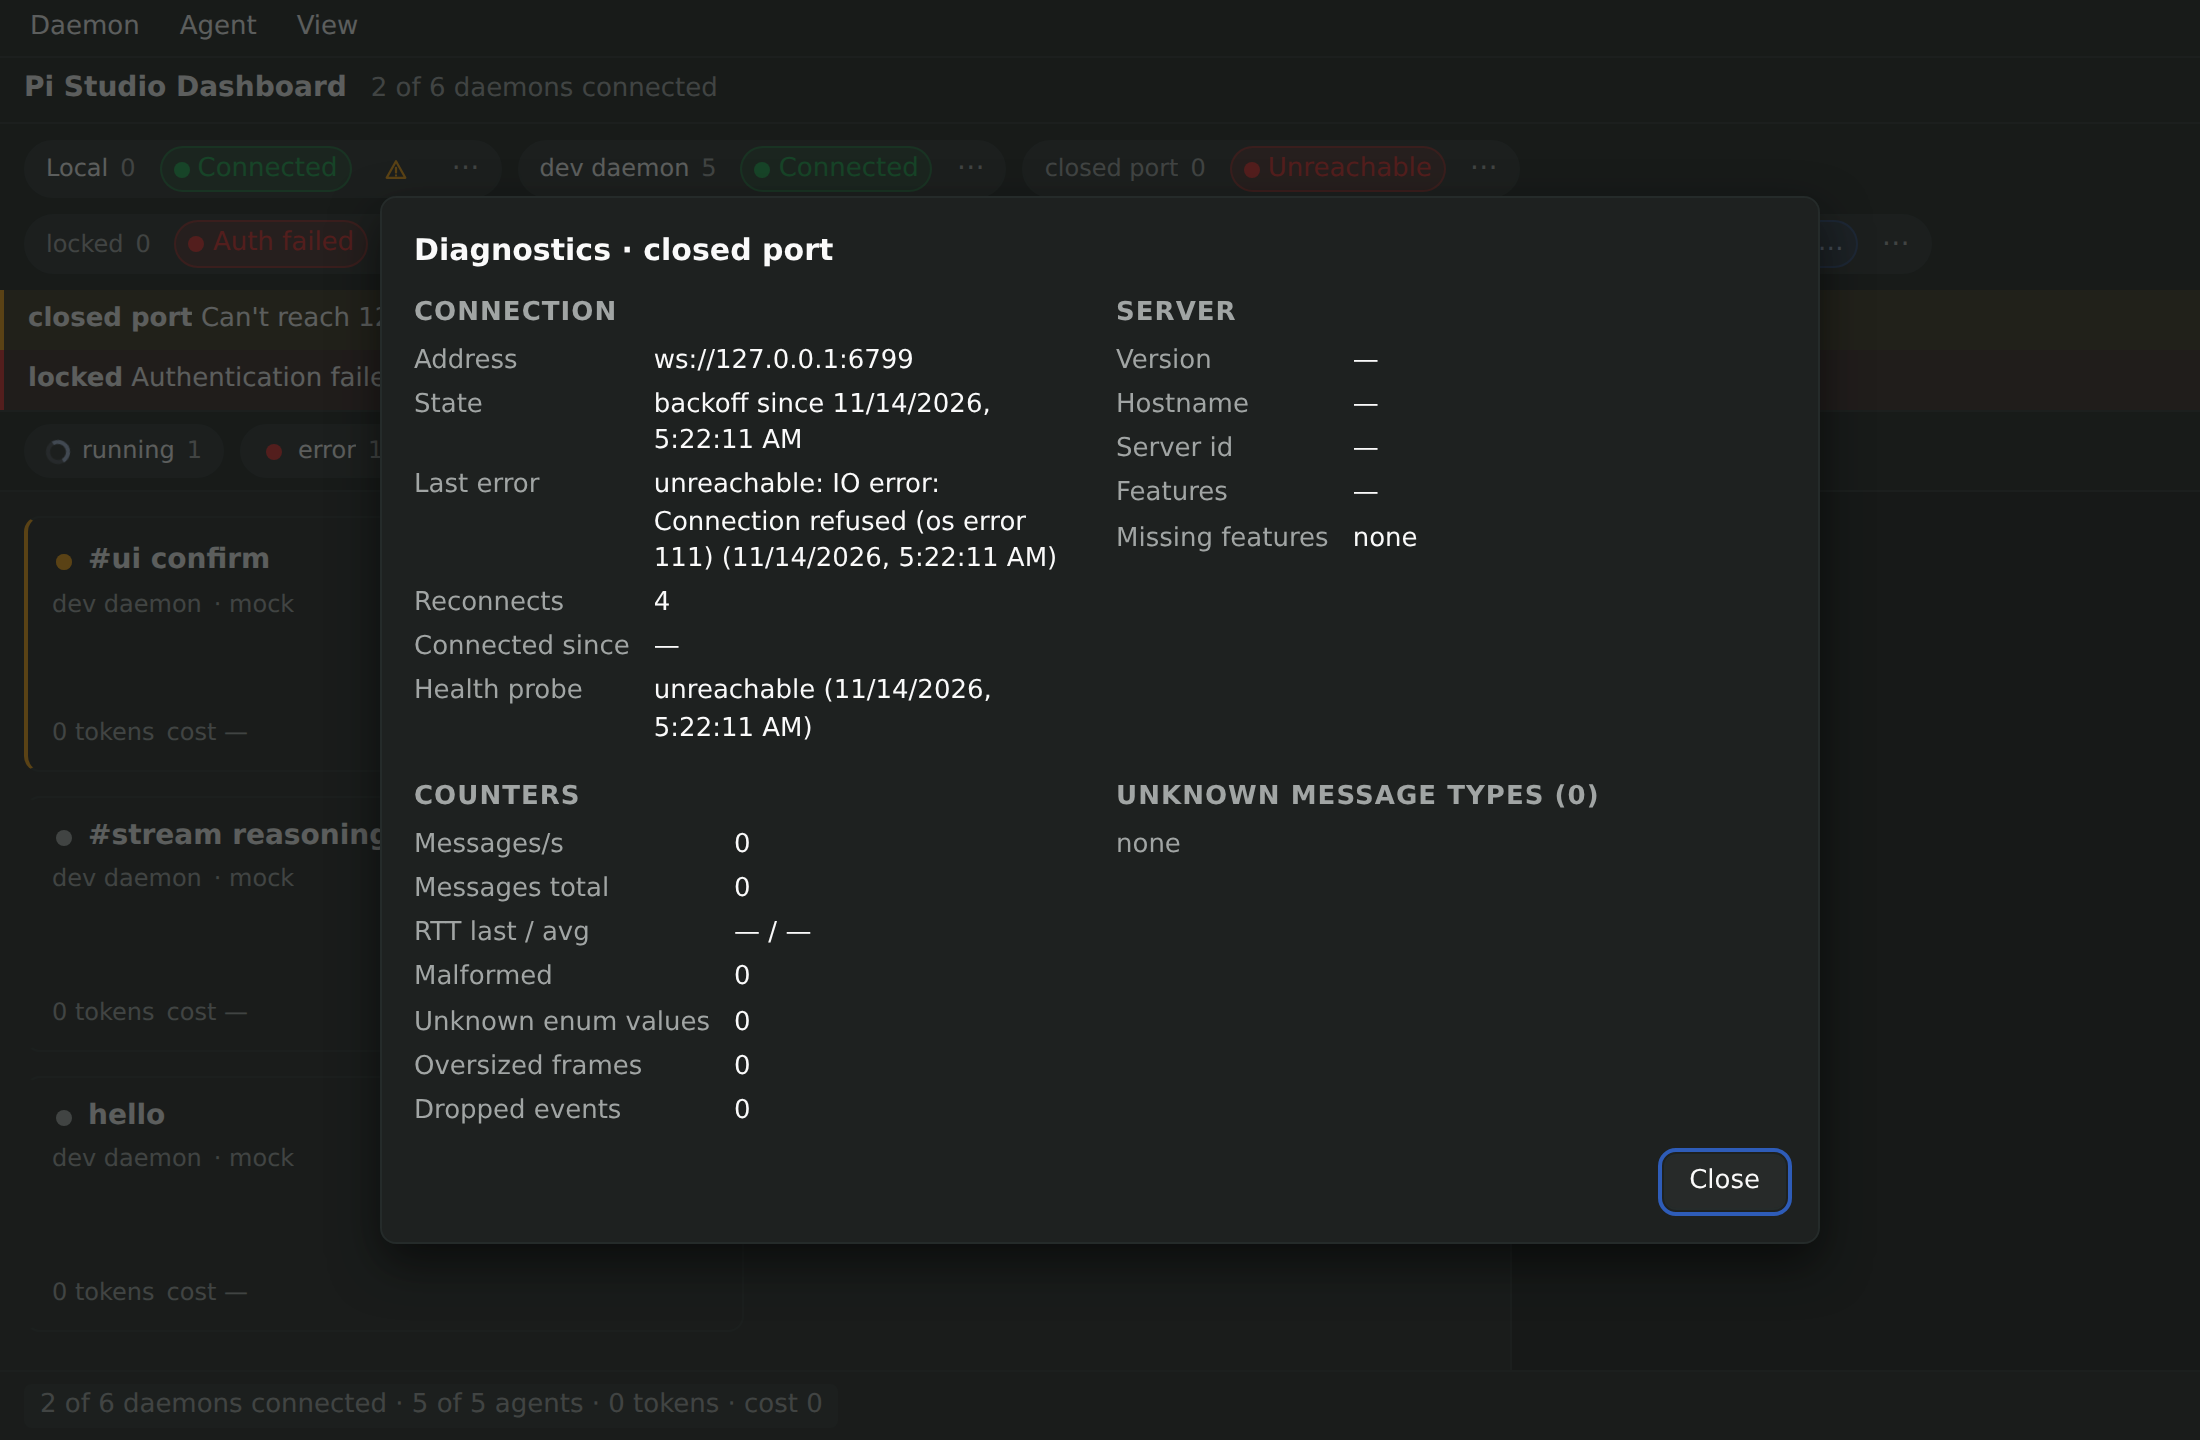 Daemon Agent View
Pi Studio Dashboard 2 of 6 daemons connected
Local 0 Connected ⚠ ··· dev daemon 5 Connected ··· closed port 0 Unreachable ···
locked 0 Auth failed … ···
closed port Can't reach
locked Authentication
running 1 error 1
#ui confirm
dev daemon · mock
0 tokens cost —
#stream reasoning
dev daemon · mock
0 tokens cost —
hello
dev daemon · mock
0 tokens cost —
Diagnostics · closed port
CONNECTION
Address ws://127.0.0.1:6799
State backoff since 11/14/2026,
5:22:11 AM
Last error unreachable: IO error:
Connection refused (os error
111) (11/14/2026, 5:22:11 AM)
Reconnects 4
Connected since —
Health probe unreachable (11/14/2026,
5:22:11 AM)
SERVER
Version —
Hostname —
Server id —
Features —
Missing features none
COUNTERS
Messages/s 0
Messages total 0
RTT last / avg — / —
Malformed 0
Unknown enum values 0
Oversized frames 0
Dropped events 0
UNKNOWN MESSAGE TYPES (0)
none
Close
2 of 6 daemons connected · 5 of 5 agents · 0 tokens · cost 0